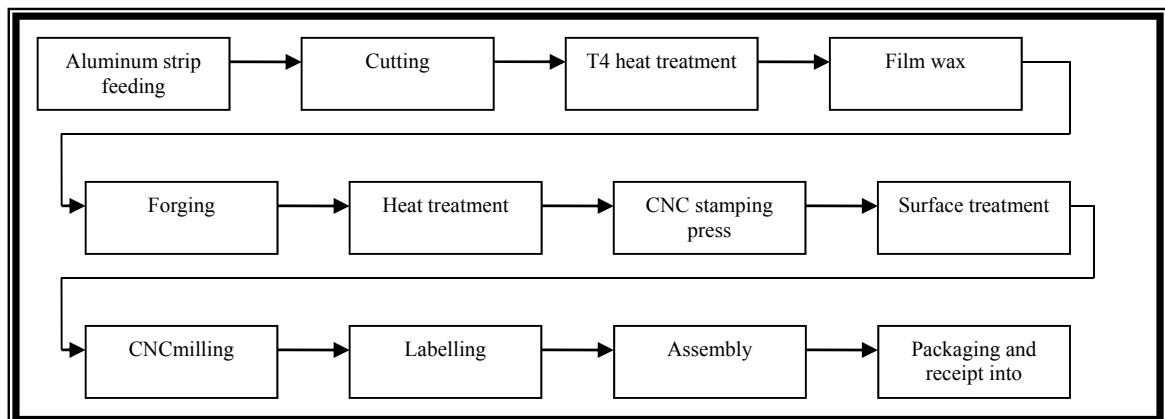 Aluminum strip
feeding
Cutting
T4 heat treatment
Film wax
Forging
Heat treatment
CNC stamping
press
Surface treatment
CNCmilling
Labelling
Assembly
Packaging and
receipt into